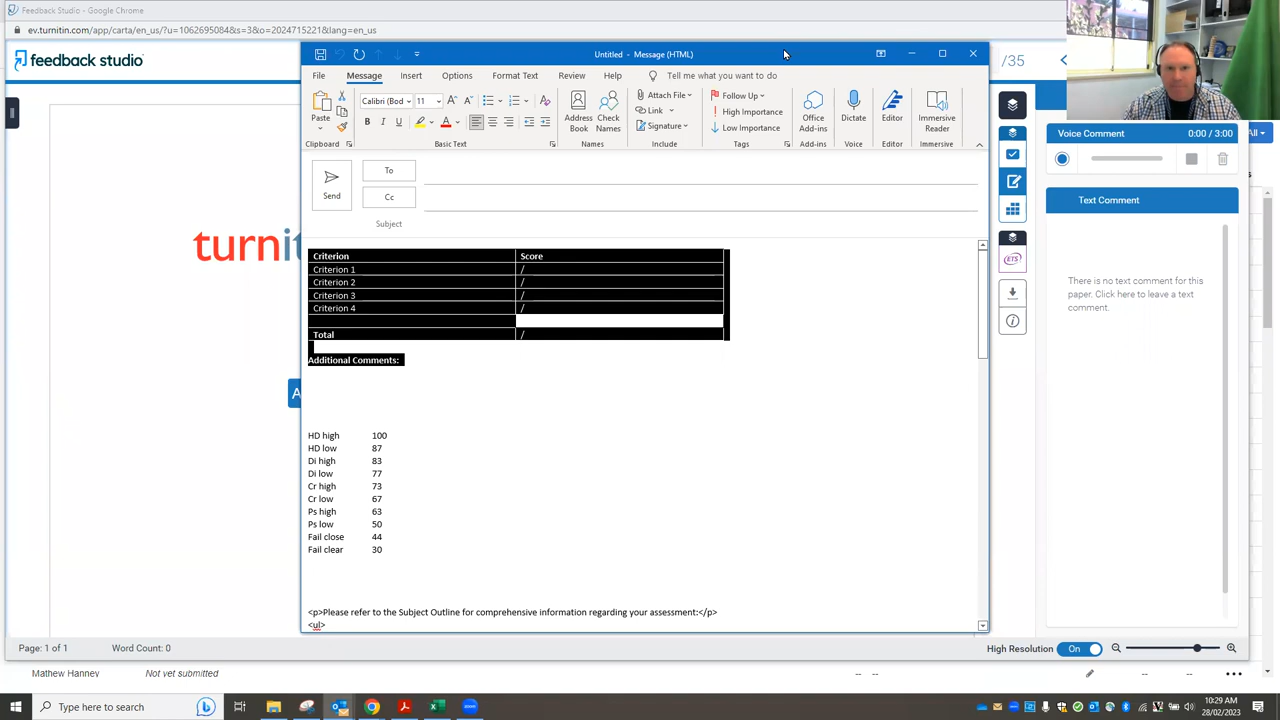 Feedback Studio - Google Chrome
ev.turnitin.com/app/carta/en_us/?u=1062695084&s=3&o=2024715221&lang=en_us
feedback studio
Untitled - Message (HTML)
/35
File Message Insert Options Format Text Review Help Tell me what you want to do
Paste
Calibri (Bod 11
B I U A
Address Book
Check Names
Attach File
Link
Signature
Follow Up
High Importance
Low Importance
Office Add-ins
Dictate
Editor
Immersive Reader
Clipboard Basic Text Names Include Tags Add-ins Voice Editor Immersive
Voice Comment 0:00 / 3:00
All
Send
To
Cc
Subject
Text Comment
There is no text comment for this
paper. Click here to leave a text
comment.
ETS
turnit
A
Criterion Score
Criterion 1 /
Criterion 2 /
Criterion 3 /
Criterion 4 /
Total /
Additional Comments:
HD high 100
HD low 87
Di high 83
Di low 77
Cr high 73
Cr low 67
Ps high 63
Ps low 50
Fail close 44
Fail clear 30
<p>Please refer to the Subject Outline for comprehensive information regarding your assessment:</p>
<ul>
Page: 1 of 1 Word Count: 0
High Resolution On
Mathew Hanney Not yet submitted -- -- -- --
Type here to search
10:29 AM
28/02/2023